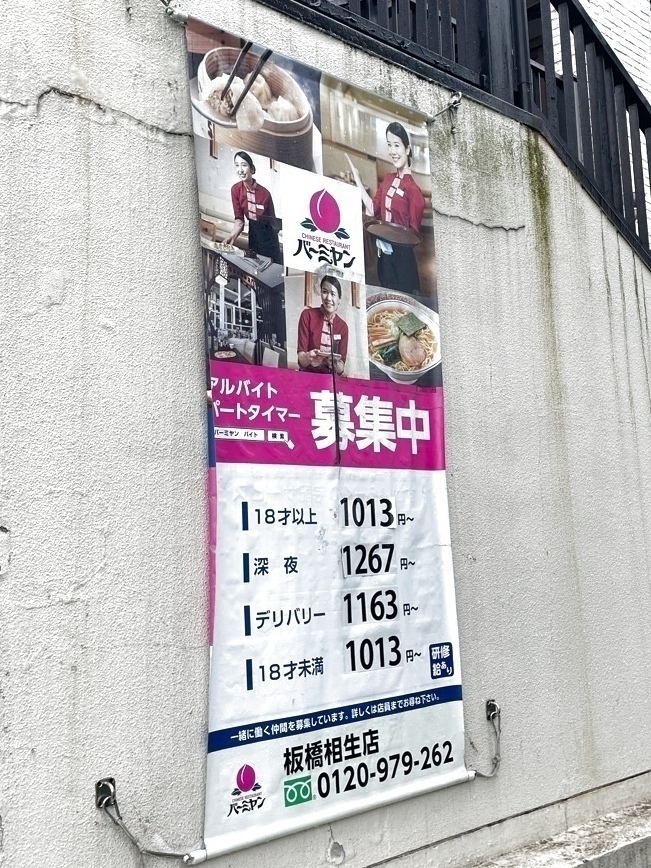 CHINESE RESTAURANT
バーミヤン
アルバイト
パートタイマー
募集中
バーミヤン バイト 検索
18才以上 1013円〜
深夜 1267円〜
デリバリー 1163円〜
18才未満 1013円〜
研修
給あり
一緒に働く仲間を募集しています。詳しくは店員までお尋ね下さい。
板橋相生店
0120-979-262
CHINESE RESTAURANT
バーミヤン